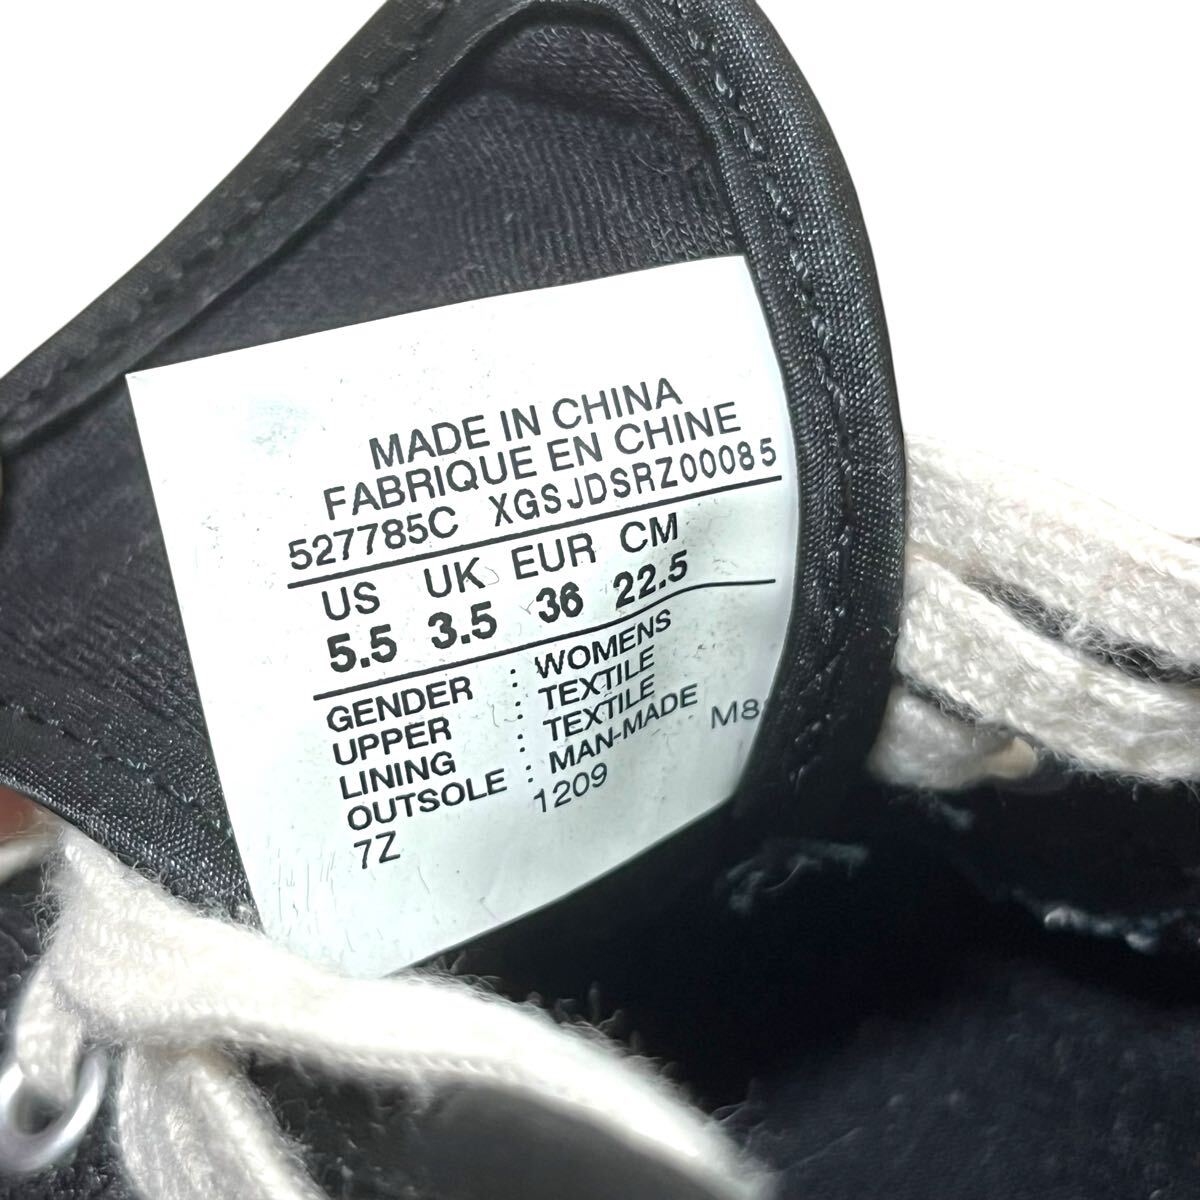 MADE IN CHINA
FABRIQUE EN CHINE
527785C XGSJDSRZ00085
US UK EUR CM
5.5 3.5 36 22.5
GENDER : WOMENS
UPPER : TEXTILE
LINING : TEXTILE
OUTSOLE : MAN-MADE
7Z 1209